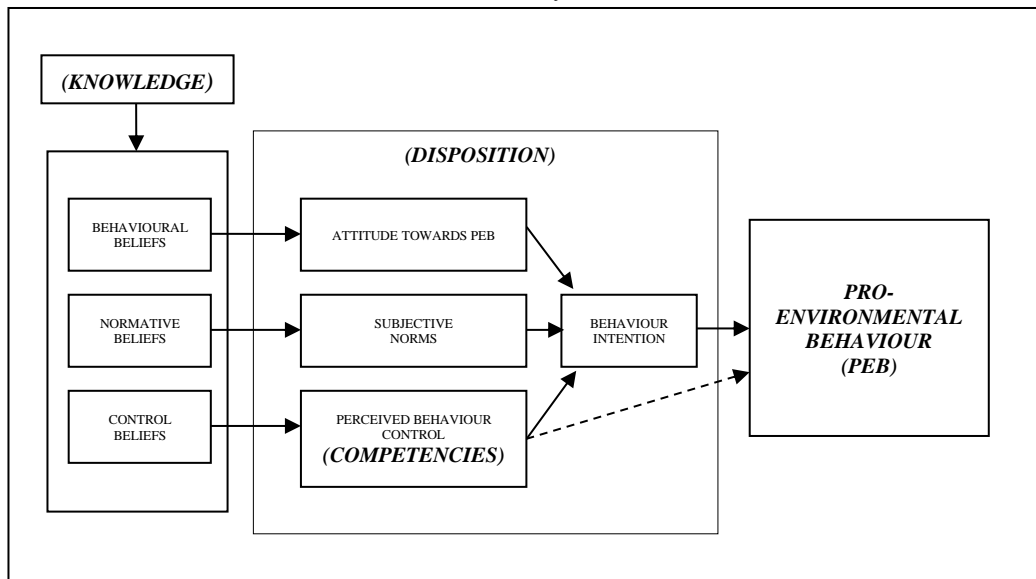 (KNOWLEDGE)
(DISPOSITION)
BEHAVIOURAL
BELIEFS
ATTITUDE TOWARDS PEB
NORMATIVE
BELIEFS
SUBJECTIVE
NORMS
BEHAVIOUR
INTENTION
PRO-
ENVIRONMENTAL
BEHAVIOUR
(PEB)
CONTROL
BELIEFS
PERCEIVED BEHAVIOUR
CONTROL
(COMPETENCIES)